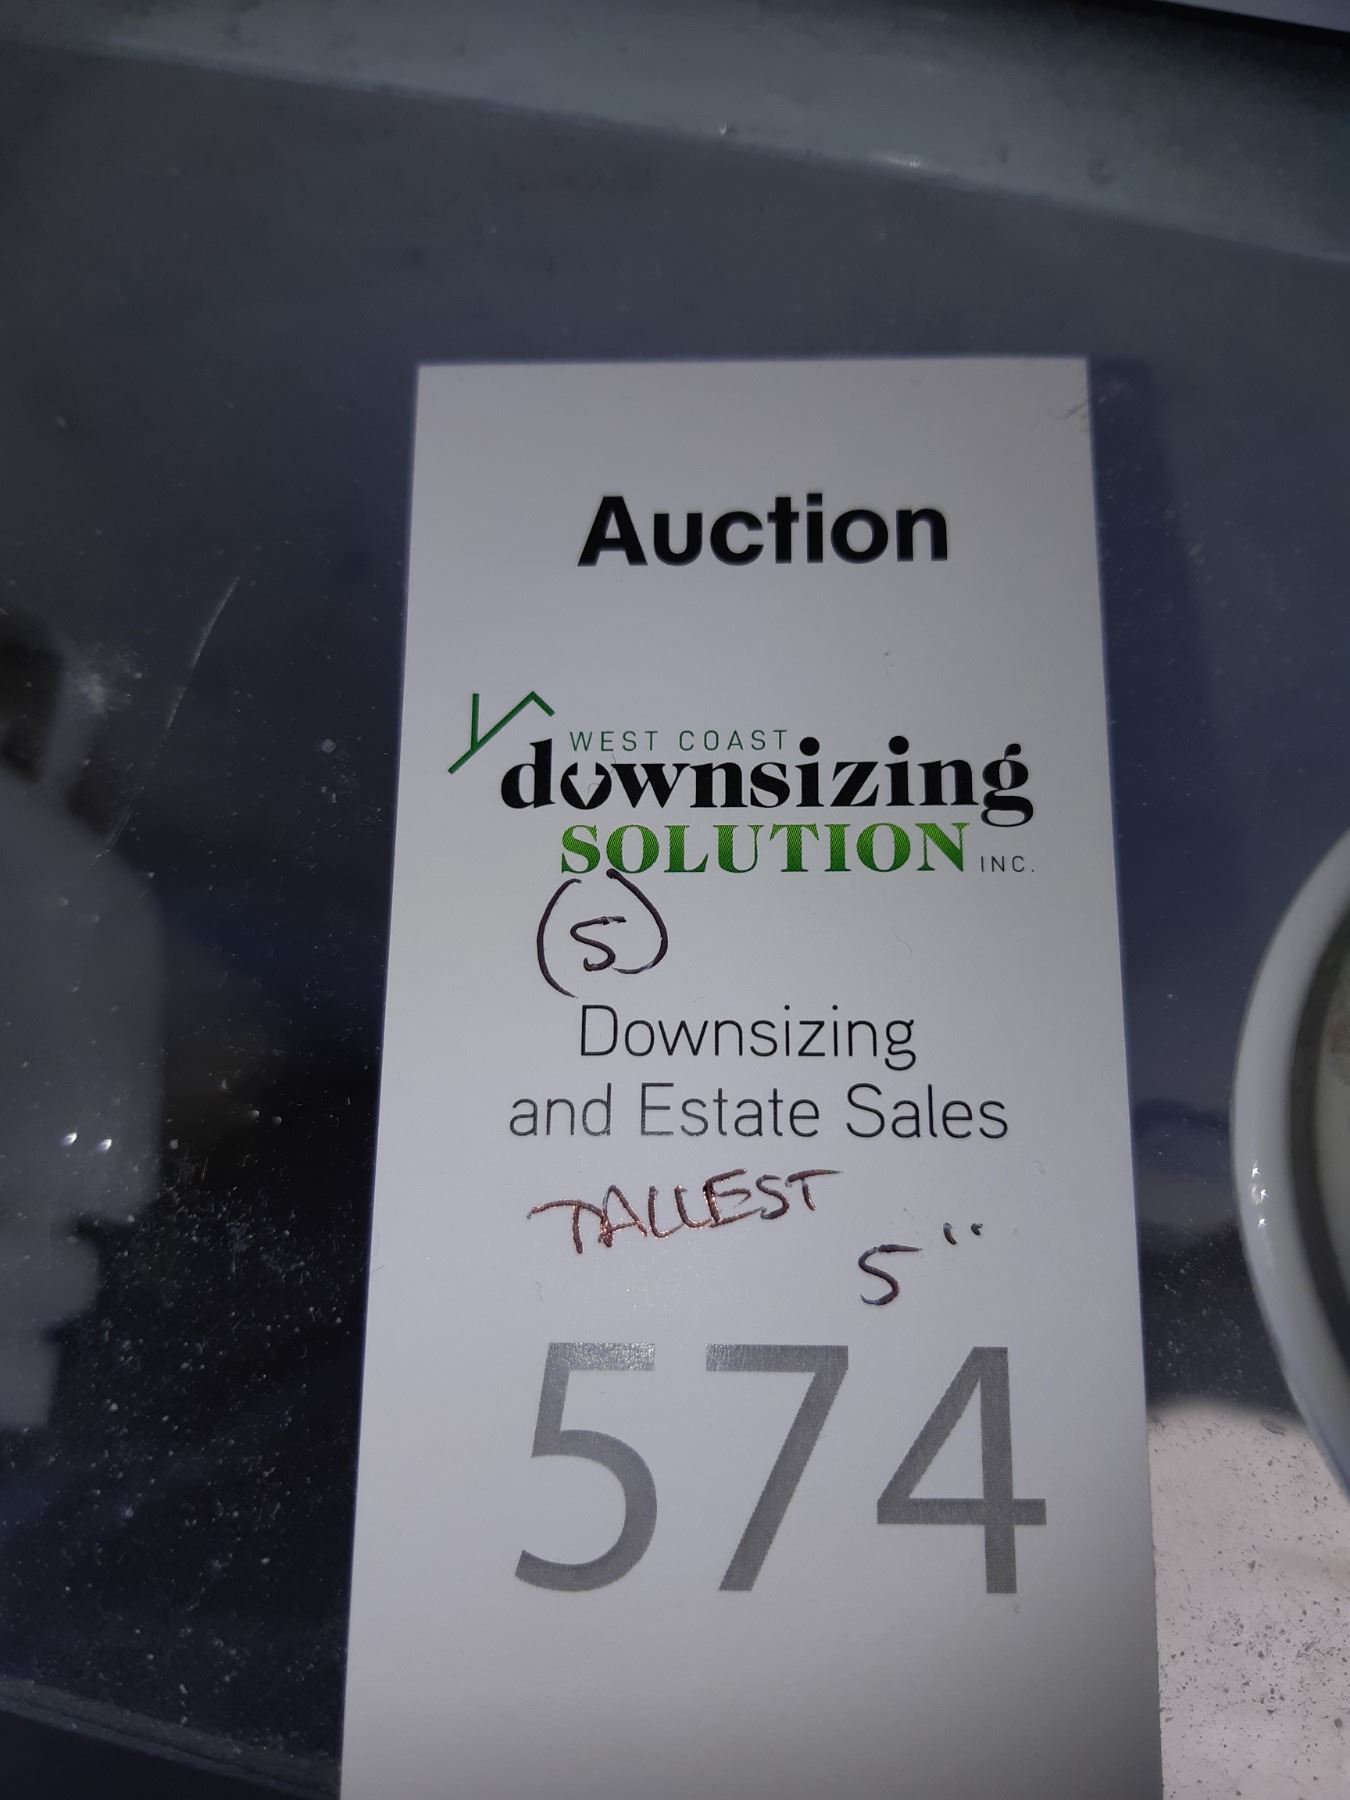 Auction
WEST COAST
downsizing
SOLUTION INC.
(5)
Downsizing
and Estate Sales
TALLEST
5"
574